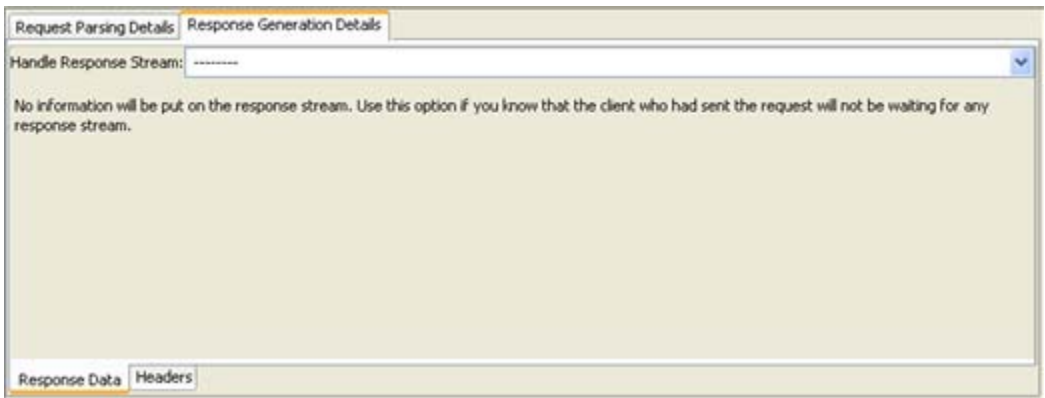 Request Parsing Details Response Generation Details
Handle Response Stream: --------
No information will be put on the response stream. Use this option if you know that the client who had sent the request will not be waiting for any
response stream.
Response Data Headers